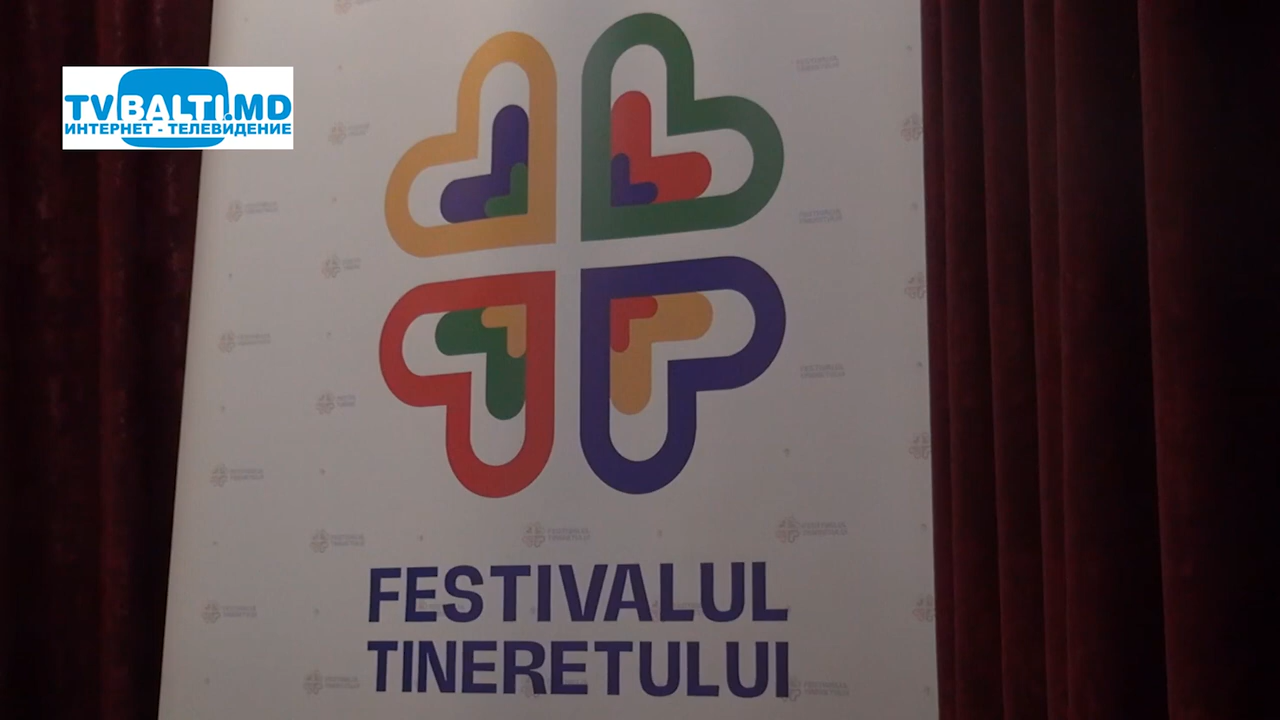 TVBALTI.MD
ИНТЕРНЕТ - ТЕЛЕВИДЕНИЕ
FESTIVALUL
TINERETULUI